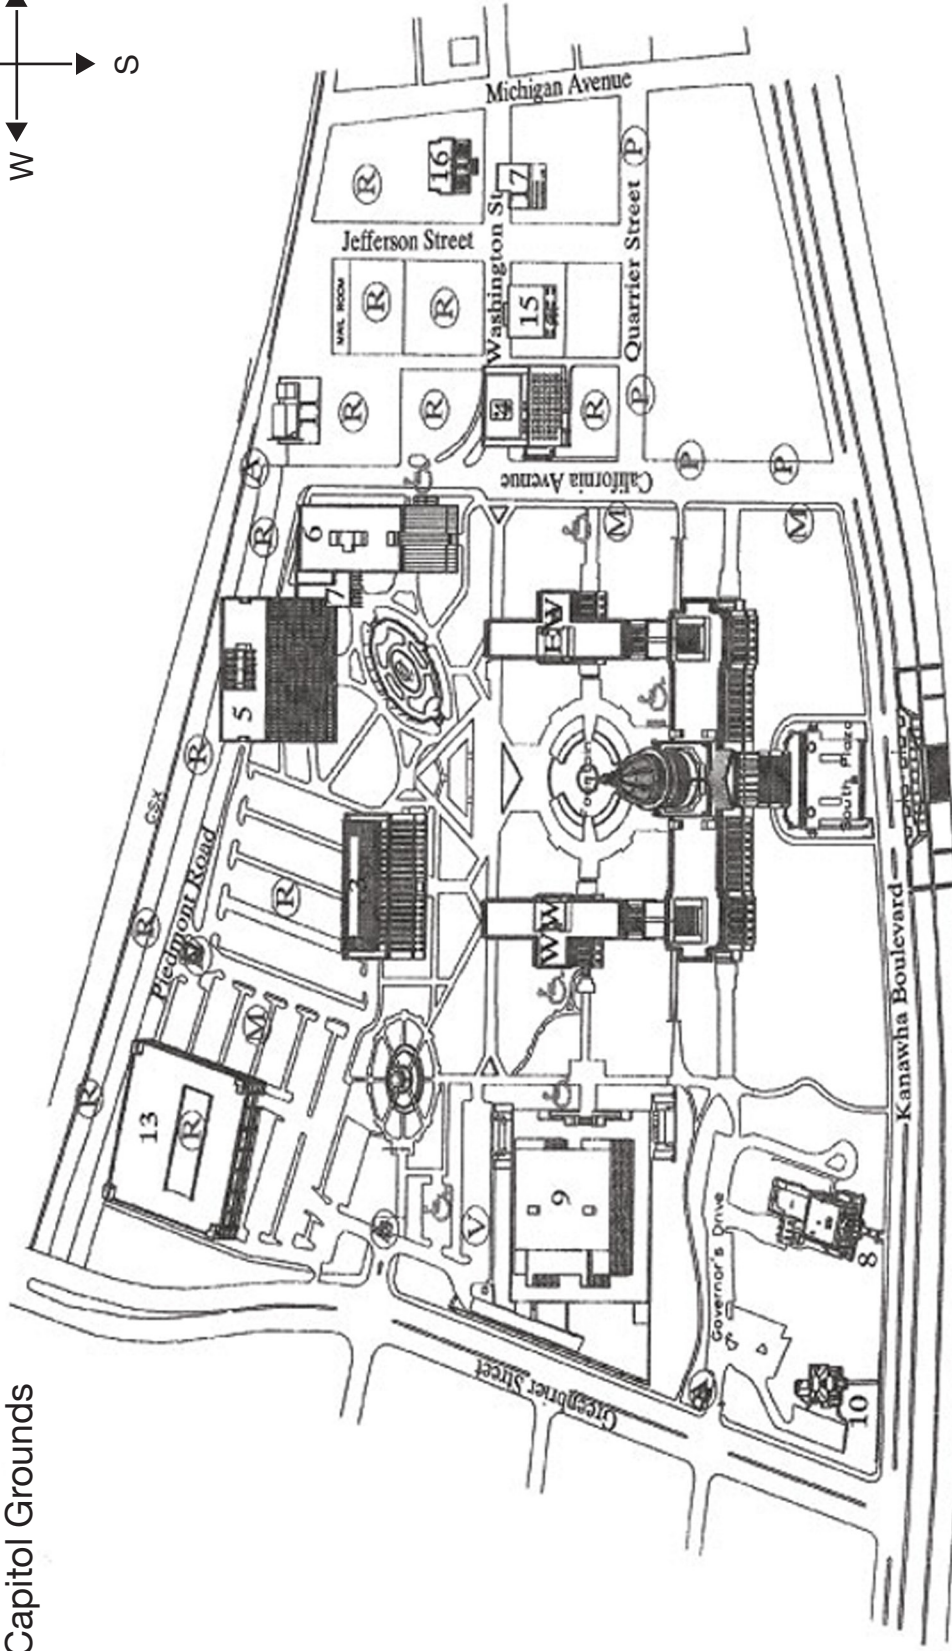 Capitol Grounds
W
S
Michigan Avenue
16
R
7
Jefferson Street
Washington St
Quarrier Street
P
MAIL ROOM
R
R
15
R
R
R
P
A
California Avenue
P
P
R
6
M
M
7
5
EW
R
CSX
South Plaza
Piedmont Road
R
R
M
WW
Kanawha Boulevard
R
13
R
9
V
Governor's Drive
8
Greenbrier Street
A
10